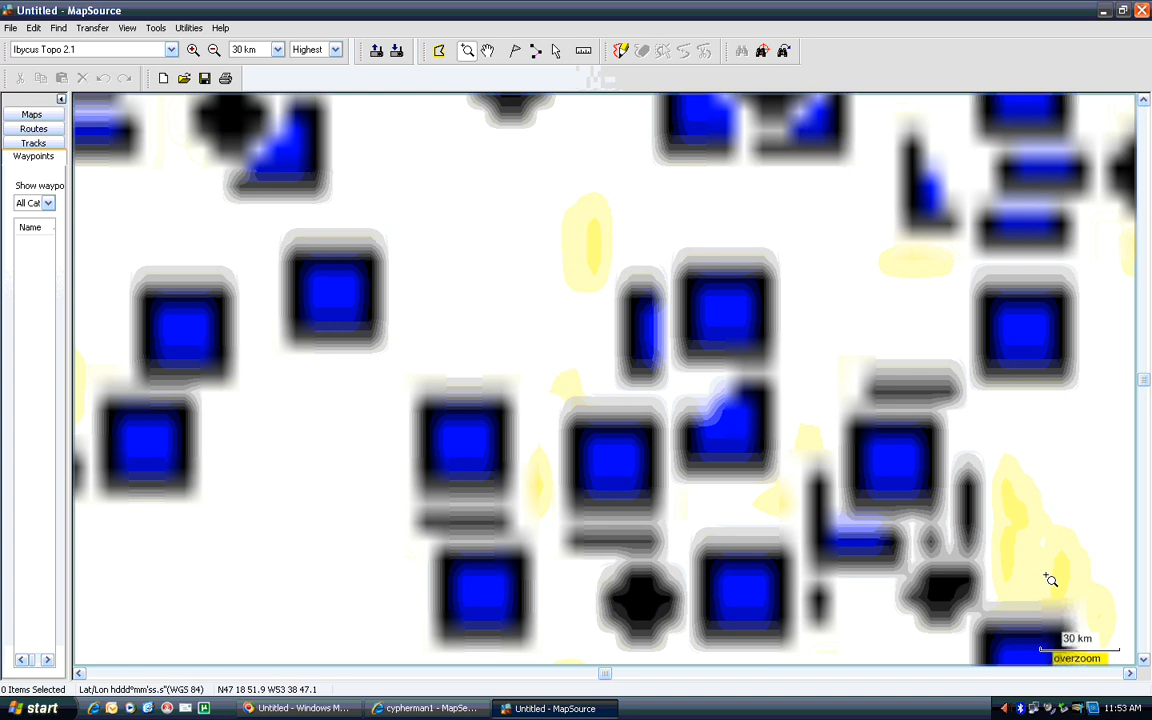 Untitled - MapSource
File Edit Find Transfer View Tools Utilities Help
Ibycus Topo 2.1 30 km Highest
Maps
Routes
Tracks
Waypoints
Show waypo
All Cat
Name
30 km
overzoom
0 Items Selected Lat/Lon hddd°mm'ss.s"(WGS 84) N47 18 51.9 W53 38 47.1
start Untitled - Windows M... cypherman1 - MapSe... Untitled - MapSource 11:53 AM